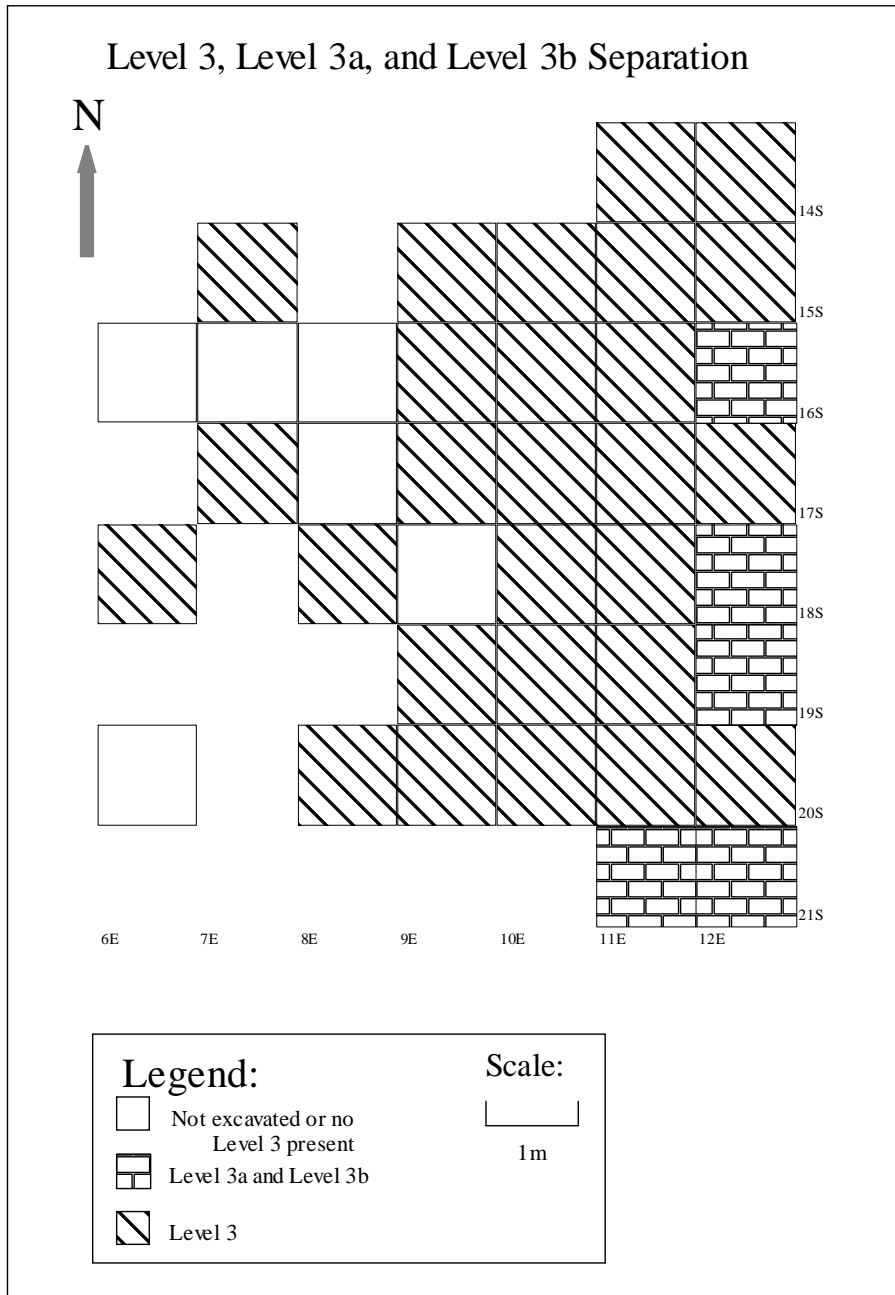 Level 3, Level 3a, and Level 3b Separation
N
14S
15S
16S
17S
18S
19S
20S
21S
6E 7E 8E 9E 10E 11E 12E
Legend:
Not excavated or no
Level 3 present
Level 3a and Level 3b
Level 3
Scale:
1m